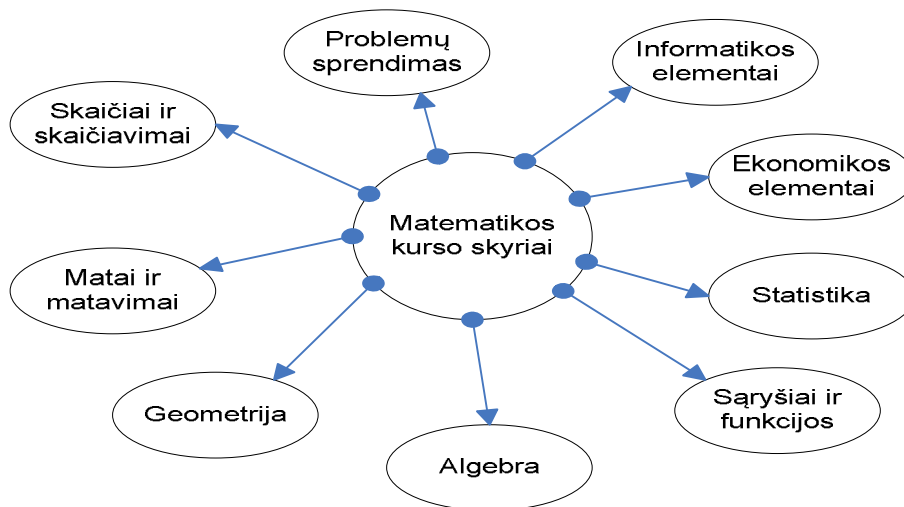 Problemų
sprendimas
Informatikos
elementai
Skaičiai ir
skaičiavimai
Ekonomikos
elementai
Matematikos
kurso skyriai
Matai ir
matavimai
Statistika
Geometrija
Sąryšiai ir
funkcijos
Algebra